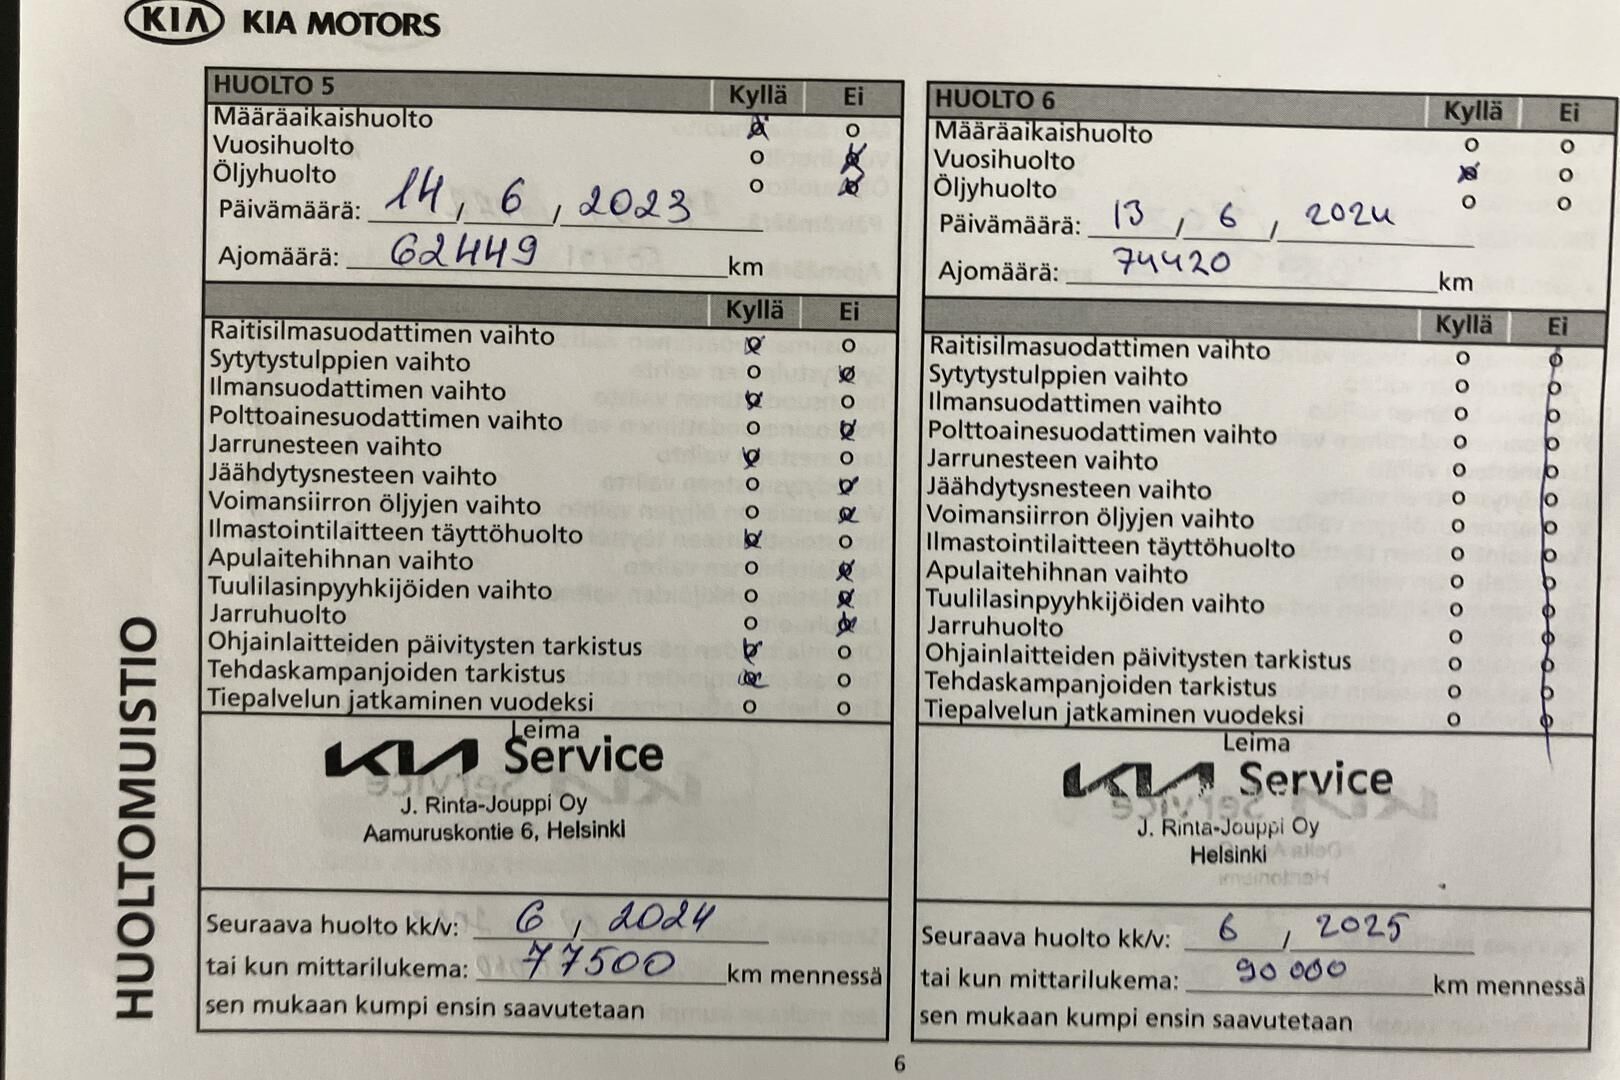 KIA KIA MOTORS
HUOLTOMUISTIO
HUOLTO 5 Kyllä Ei
Määräaikaishuolto
Vuosihuolto
Öljyhuolto
Päivämäärä: 14, 6, 2023
Ajomäärä: 62449 km
Kyllä Ei
Raitisilmasuodattimen vaihto
Sytytystulppien vaihto
Ilmansuodattimen vaihto
Polttoainesuodattimen vaihto
Jarrunesteen vaihto
Jäähdytysnesteen vaihto
Voimansiirron öljyjen vaihto
Ilmastointilaitteen täyttöhuolto
Apulaitehihnan vaihto
Tuulilasinpyyhkijöiden vaihto
Jarruhuolto
Ohjainlaitteiden päivitysten tarkistus
Tehdaskampanjoiden tarkistus
Tiepalvelun jatkaminen vuodeksi
Leima
KIA Service
J. Rinta-Jouppi Oy
Aamuruskontie 6, Helsinki
Seuraava huolto kk/v: 6, 2024
tai kun mittarilukema: 77500 km mennessä
sen mukaan kumpi ensin saavutetaan
HUOLTO 6 Kyllä Ei
Määräaikaishuolto
Vuosihuolto
Öljyhuolto
Päivämäärä: 13, 6, 2024
Ajomäärä: 74420 km
Kyllä Ei
Raitisilmasuodattimen vaihto
Sytytystulppien vaihto
Ilmansuodattimen vaihto
Polttoainesuodattimen vaihto
Jarrunesteen vaihto
Jäähdytysnesteen vaihto
Voimansiirron öljyjen vaihto
Ilmastointilaitteen täyttöhuolto
Apulaitehihnan vaihto
Tuulilasinpyyhkijöiden vaihto
Jarruhuolto
Ohjainlaitteiden päivitysten tarkistus
Tehdaskampanjoiden tarkistus
Tiepalvelun jatkaminen vuodeksi
Leima
KIA Service
J. Rinta-Jouppi Oy
Helsinki
Seuraava huolto kk/v: 6, 2025
tai kun mittarilukema: 90 000 km mennessä
sen mukaan kumpi ensin saavutetaan
6